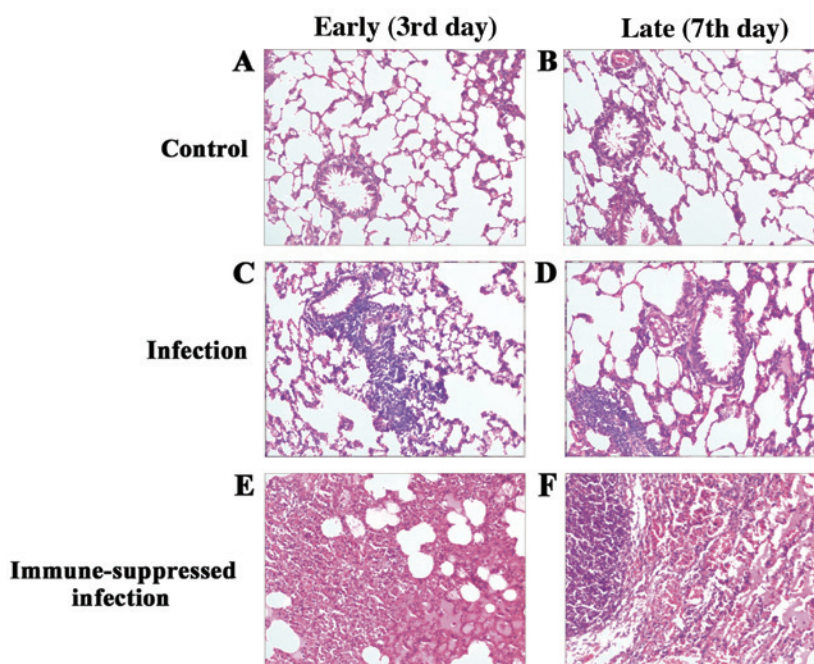 Early (3rd day) Late (7th day)
A B
Control
C D
Infection
E F
Immune-suppressed
infection